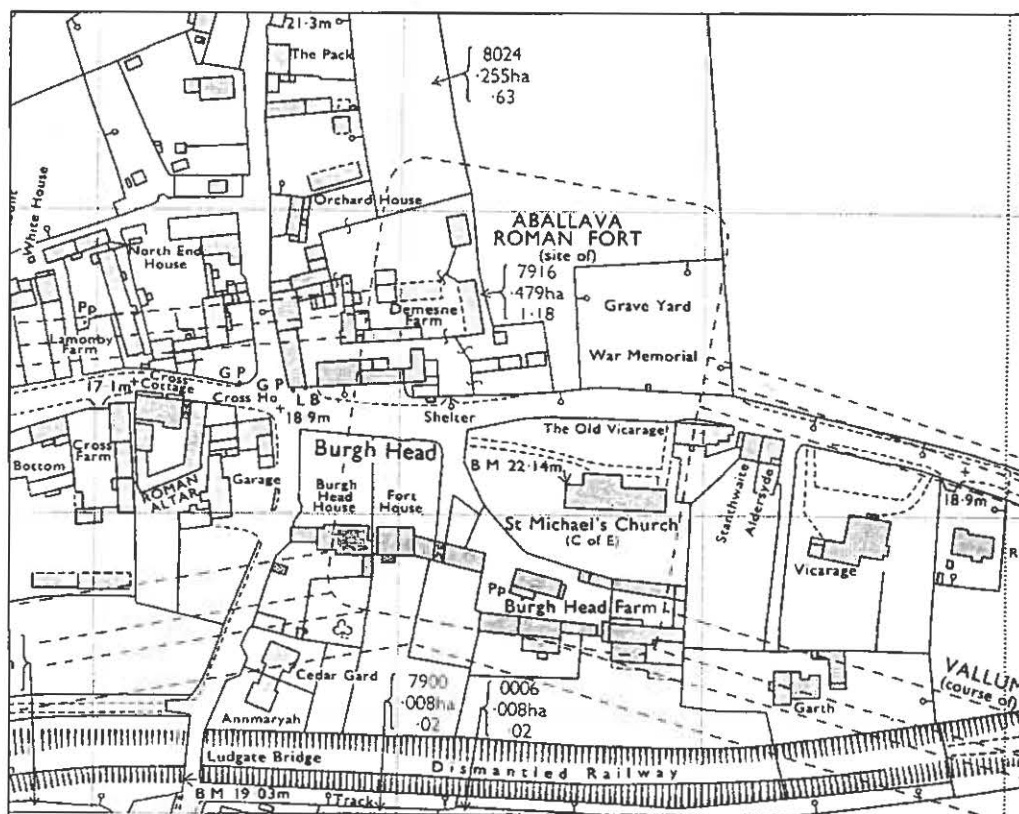 21·3m
The Pack
8024
·255ha
·63
White House
Orchard House
North End
House
ABALLAVA
ROMAN FORT
(site of)
7916
·479ha
1·18
Grave Yard
War Memorial
Pp
Lamonby
Farm
Demesne
Farm
17·1m
Cross
Cottage
G P
G P
Cross Ho
L B
18·9m
Shelter
The Old Vicarage
Cross
Farm
Bottom
ROMAN
ALTAR
Garage
Burgh Head
Burgh
Head
House
Fort
House
B M 22·14m
St Michael's Church
(C of E)
Stanthwaite
Aldersyde
18·9m
Vicarage
R
Pp
Burgh Head Farm
Cedar Gard
Annmaryah
7900
·008ha
·02
0006
·008ha
·02
Garth
VALLUM
(course
Ludgate Bridge
Dismantled Railway
B M 19·03m
Track